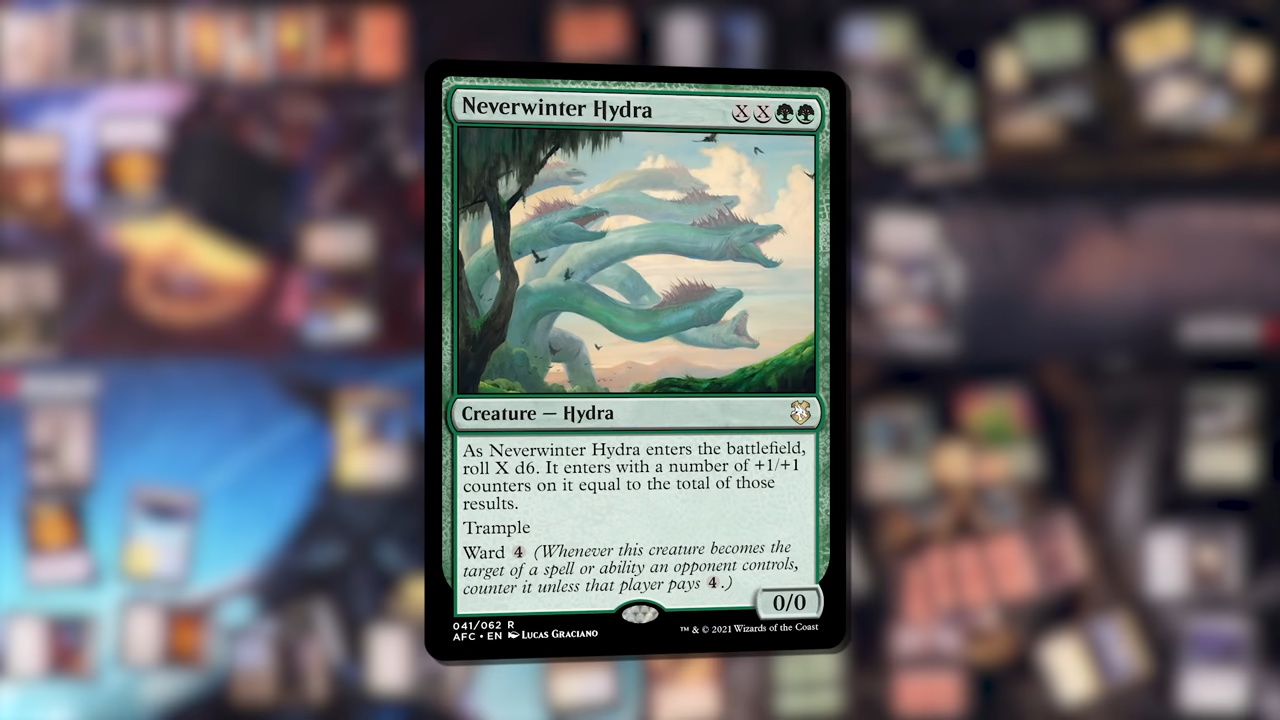 Neverwinter Hydra XX
Creature — Hydra
As Neverwinter Hydra enters the battlefield,
roll X d6. It enters with a number of +1/+1
counters on it equal to the total of those
results.
Trample
Ward 4 (Whenever this creature becomes the
target of a spell or ability an opponent controls,
counter it unless that player pays 4.)
0/0
041/062 R
AFC • EN Lucas Graciano
™ & © 2021 Wizards of the Coast